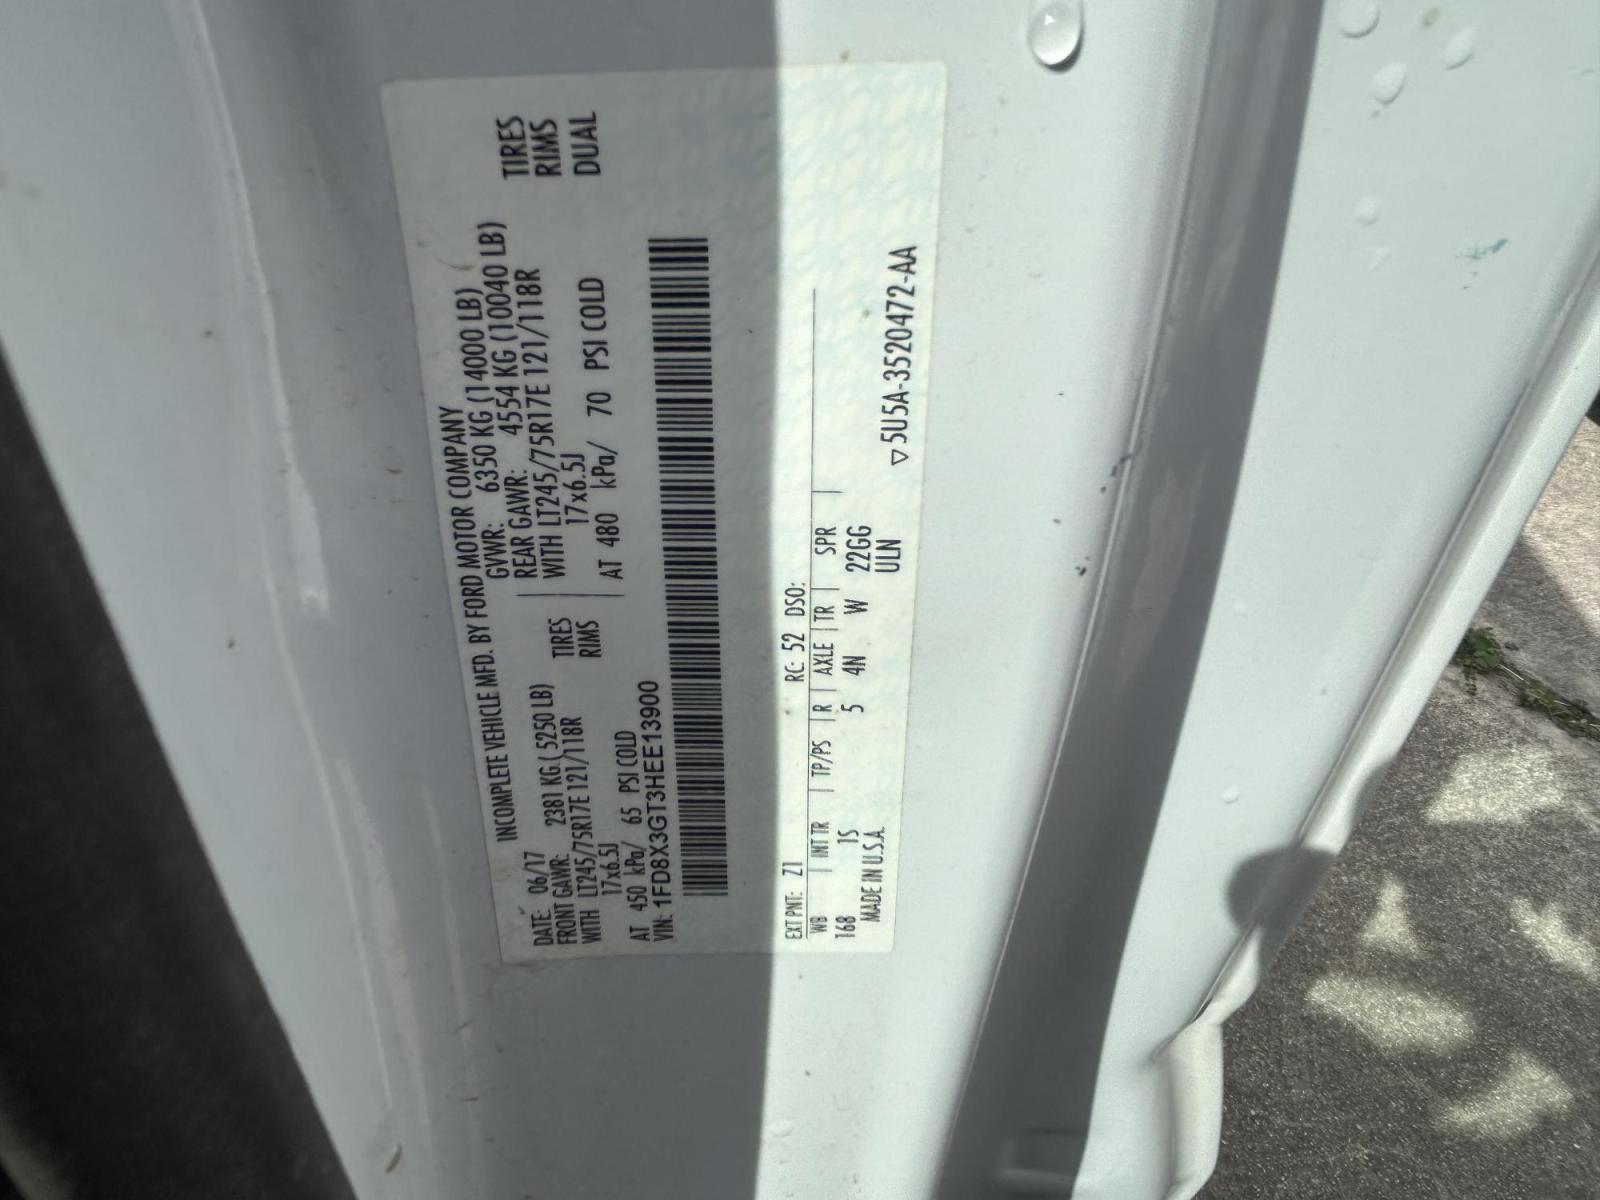 INCOMPLETE VEHICLE MFD. BY FORD MOTOR COMPANY
DATE: 06/17 GVWR: 6350 KG (14000 LB)
FRONT GAWR: 2381 KG ( 5250 LB) REAR GAWR: 4554 KG (10040 LB)
WITH LT245/75R17E 121/118R TIRES WITH LT245/75R17E 121/118R TIRES
17x6.5J RIMS 17x6.5J RIMS
AT 450 kPa/ 65 PSI COLD AT 480 kPa/ 70 PSI COLD DUAL
VIN: 1FD8X3GT3HEE13900
EXT PNT: Z1 RC: 52 DSO:
WB | INT TR | TP/PS | R | AXLE | TR | SPR |
168 IS 5 4N W 22GG
MADE IN U.S.A. ULN
▽5U5A-3520472-AA